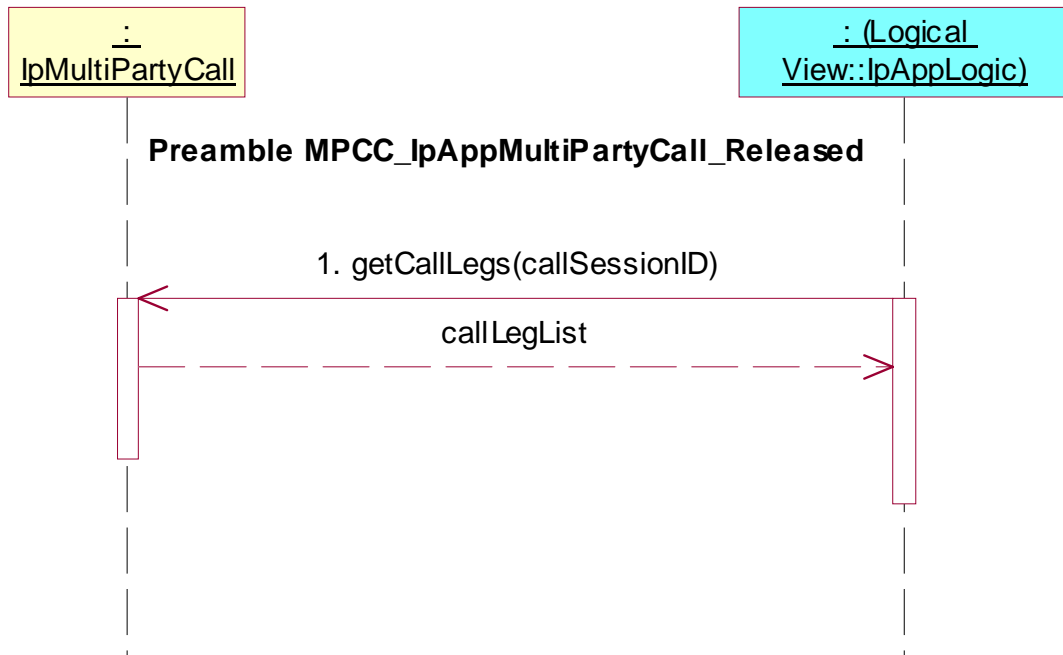 :
IpMultiPartyCall
: (Logical
View::IpAppLogic)
Preamble MPCC_IpAppMultiPartyCall_Released
1. getCallLegs(callSessionID)
callLegList